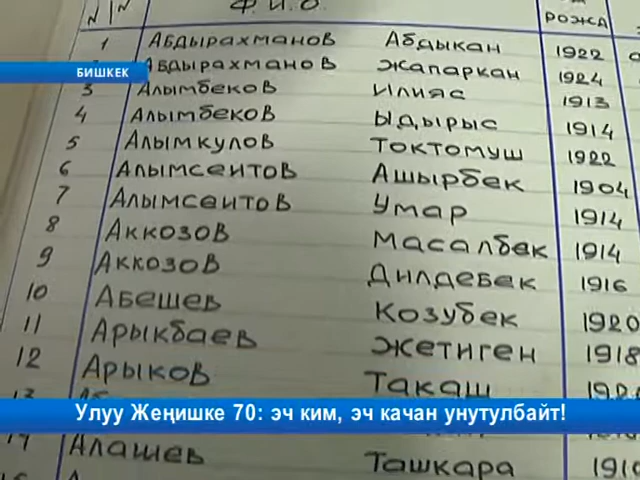 N|N Ф.И.О. РОЖД
1 АБДЫРАХМАНОВ АБДЫКАН 1922
БИШКЕК
АБДЫРАХМАНОВ ЖАПАРКАН 1924
3 АЛЫМБЕКОВ ИЛИЯС 1913
4 АЛЫМБЕКОВ ЫДЫРЫС 1914
5 АЛЫМКУЛОВ ТОКТОМУШ 1922
6 АЛЫМСЕИТОВ АШЫРБЕК 1904
7 АЛЫМСЕИТОВ УМАР 1914
8 АККОЗОВ МАСАЛБЕК 1914
9 АККОЗОВ ДИЛДЕБЕК 1916
10 АБЕШЕВ КОЗУБЕК 1920
11 АРЫКБАЕВ ЖЕТИГЕН 1918
12 АРЫКОВ ТАКАШ
Улуу Жеңишке 70: эч ким, эч качан унутулбайт!
АЛАШЕВ ТАШКАРА